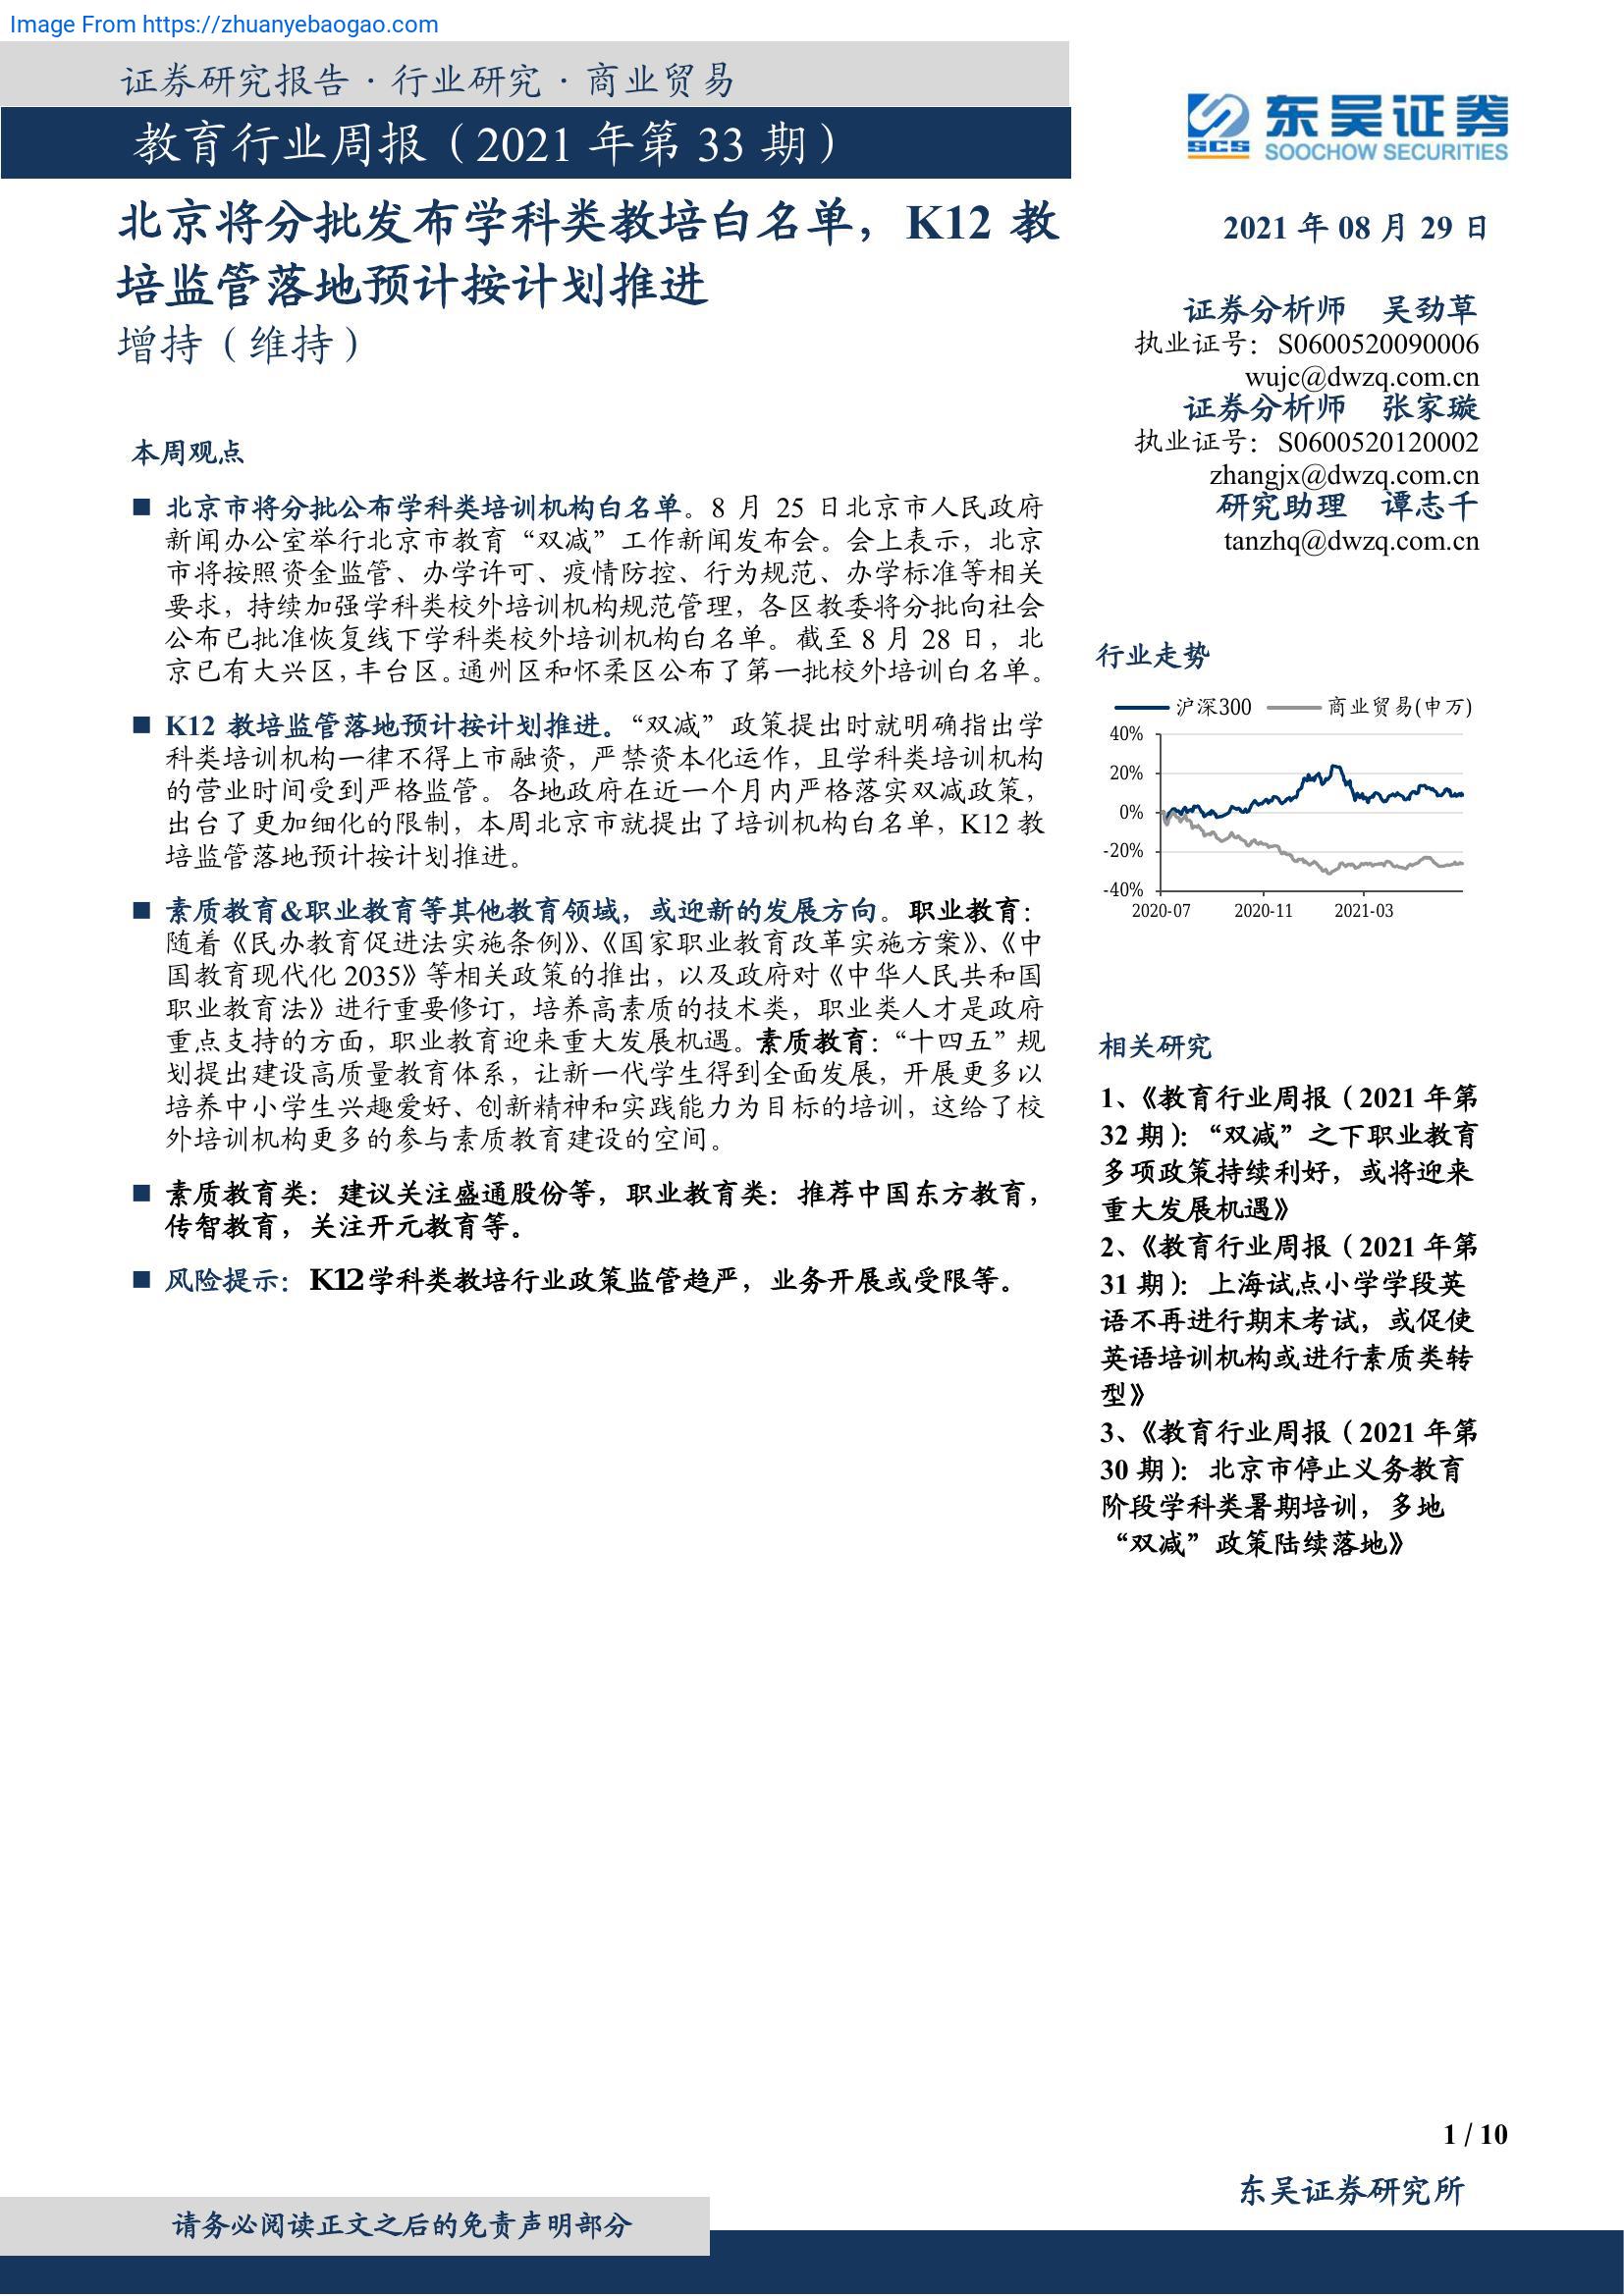 Image From https://zhuanyebaogao.com
证券研究报告·行业研究·商业贸易
教育行业周报（2021 年第 33 期）
东吴证券
SCS
SOOCHOW SECURITIES
北京将分批发布学科类教培白名单，K12 教
培监管落地预计按计划推进
增持（维持）
本周观点
■ 北京市将分批公布学科类培训机构白名单。8 月 25 日北京市人民政府
新闻办公室举行北京市教育“双减”工作新闻发布会。会上表示，北京
市将按照资金监管、办学许可、疫情防控、行为规范、办学标准等相关
要求，持续加强学科类校外培训机构规范管理，各区教委将分批向社会
公布已批准恢复线下学科类校外培训机构白名单。截至 8 月 28 日，北
京已有大兴区，丰台区。通州区和怀柔区公布了第一批校外培训白名单。
■ K12 教培监管落地预计按计划推进。“双减”政策提出时就明确指出学
科类培训机构一律不得上市融资，严禁资本化运作，且学科类培训机构
的营业时间受到严格监管。各地政府在近一个月内严格落实双减政策，
出台了更加细化的限制，本周北京市就提出了培训机构白名单，K12 教
培监管落地预计按计划推进。
■ 素质教育&职业教育等其他教育领域，或迎新的发展方向。职业教育：
随着《民办教育促进法实施条例》、《国家职业教育改革实施方案》、《中
国教育现代化 2035》等相关政策的推出，以及政府对《中华人民共和国
职业教育法》进行重要修订，培养高素质的技术类，职业类人才是政府
重点支持的方面，职业教育迎来重大发展机遇。素质教育：“十四五”规
划提出建设高质量教育体系，让新一代学生得到全面发展，开展更多以
培养中小学生兴趣爱好、创新精神和实践能力为目标的培训，这给了校
外培训机构更多的参与素质教育建设的空间。
■ 素质教育类：建议关注盛通股份等，职业教育类：推荐中国东方教育，
传智教育，关注开元教育等。
■ 风险提示：K12学科类教培行业政策监管趋严，业务开展或受限等。
2021 年 08 月 29 日
证券分析师 吴劲草
执业证号：S0600520090006
wujc@dwzq.com.cn
证券分析师 张家璇
执业证号：S0600520120002
zhangjx@dwzq.com.cn
研究助理 谭志千
tanzhq@dwzq.com.cn
行业走势
沪深300 商业贸易(申万)
40%
20%
0%
-20%
-40%
2020-07 2020-11 2021-03
相关研究
1、《教育行业周报（2021 年第
32 期）：“双减”之下职业教育
多项政策持续利好，或将迎来
重大发展机遇》
2、《教育行业周报（2021 年第
31 期）：上海试点小学学段英
语不再进行期末考试，或促使
英语培训机构或进行素质类转
型》
3、《教育行业周报（2021 年第
30 期）：北京市停止义务教育
阶段学科类暑期培训，多地
“双减”政策陆续落地》
1 / 10
东吴证券研究所
请务必阅读正文之后的免责声明部分